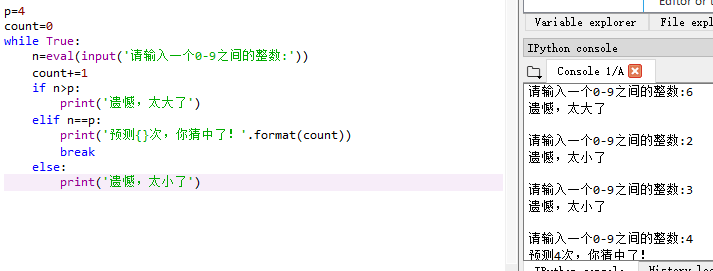 p=4
count=0
while True:
    n=eval(input('请输入一个0-9之间的整数:'))
    count+=1
    if n>p:
        print('遗憾，太大了')
    elif n==p:
        print('预测{}次，你猜中了！'.format(count))
        break
    else:
        print('遗憾，太小了')
Editor or t
Variable explorer
File exp
IPython console
Console 1/A
请输入一个0-9之间的整数:6
遗憾，太大了
请输入一个0-9之间的整数:2
遗憾，太小了
请输入一个0-9之间的整数:3
遗憾，太小了
请输入一个0-9之间的整数:4
预测4次，你猜中了！
IPython console
History lo